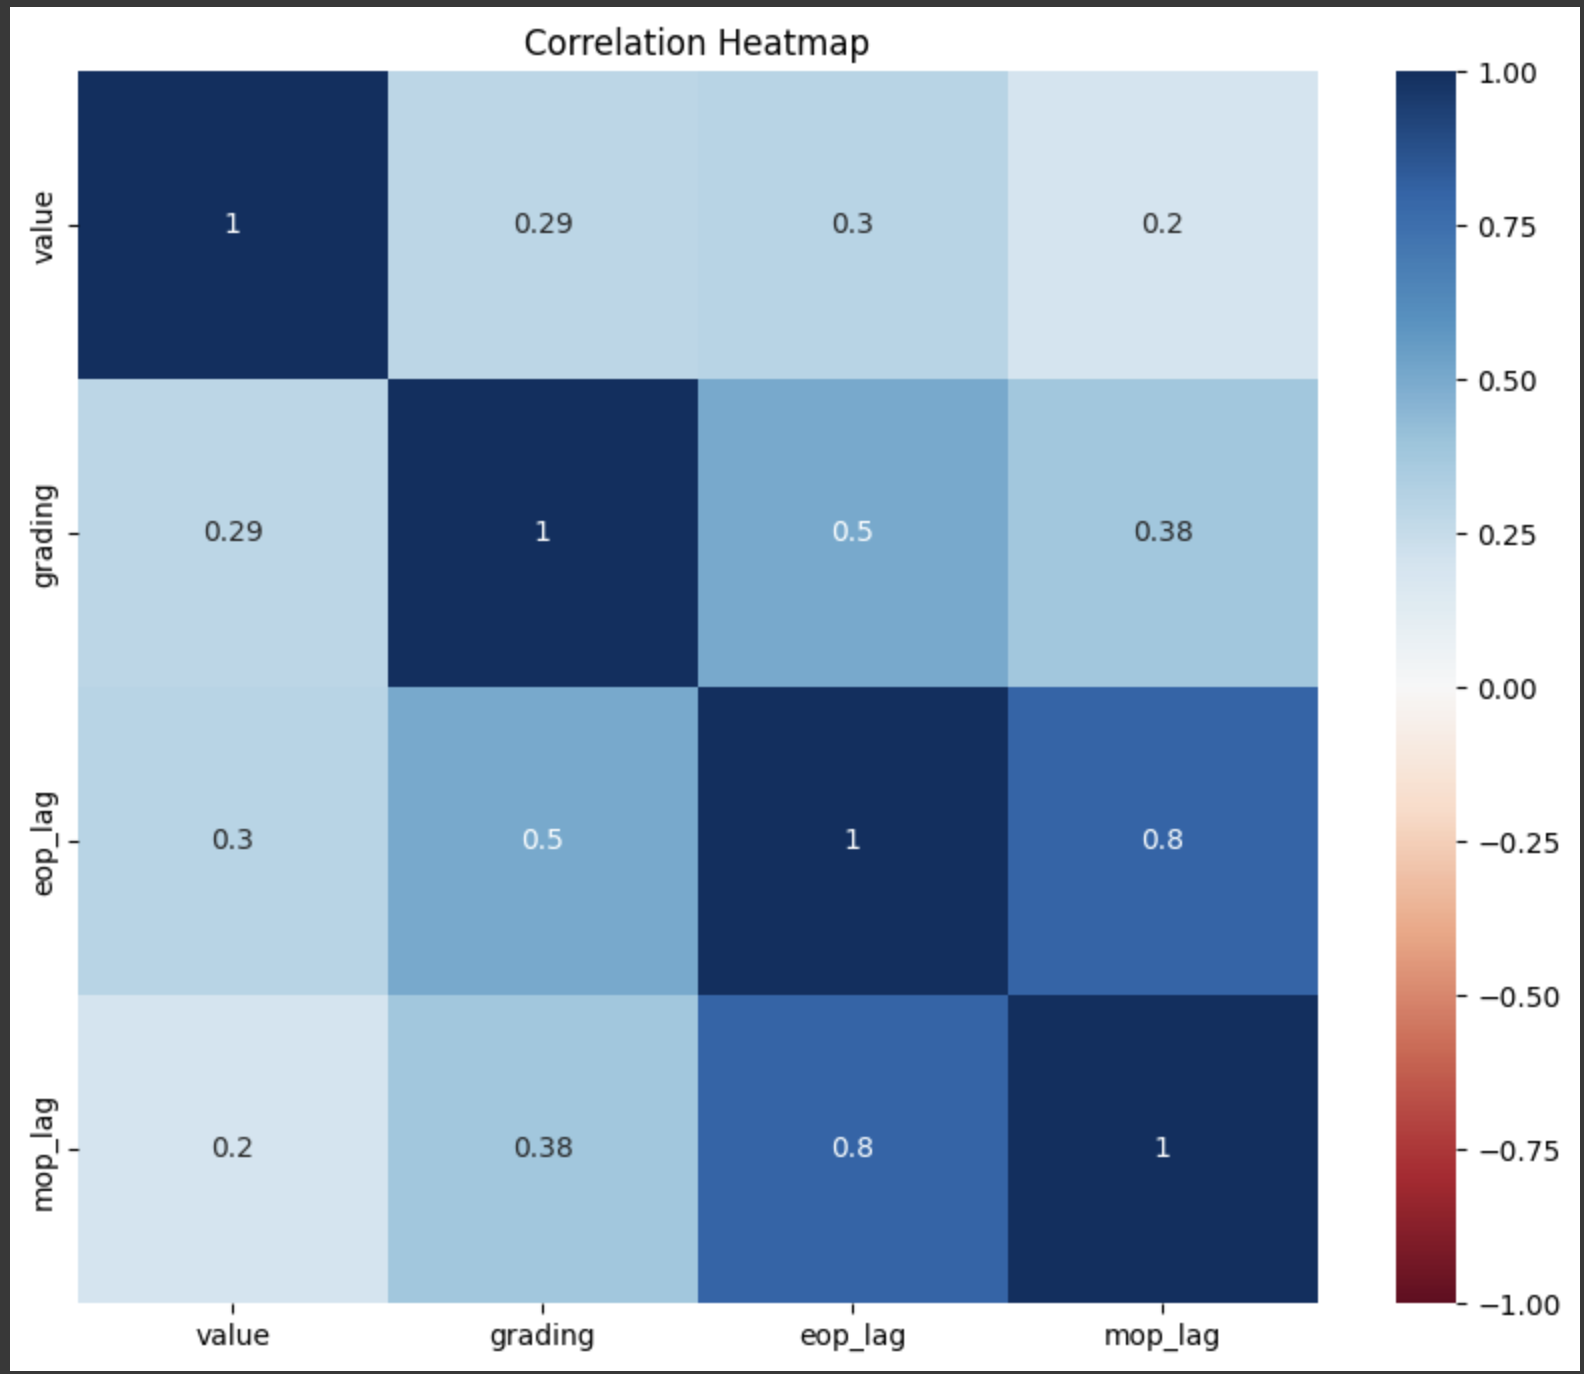 Correlation Heatmap
value 1 0.29 0.3 0.2
grading 0.29 1 0.5 0.38
eop_lag 0.3 0.5 1 0.8
mop_lag 0.2 0.38 0.8 1
value grading eop_lag mop_lag
1.00
0.75
0.50
0.25
0.00
−0.25
−0.50
−0.75
−1.00